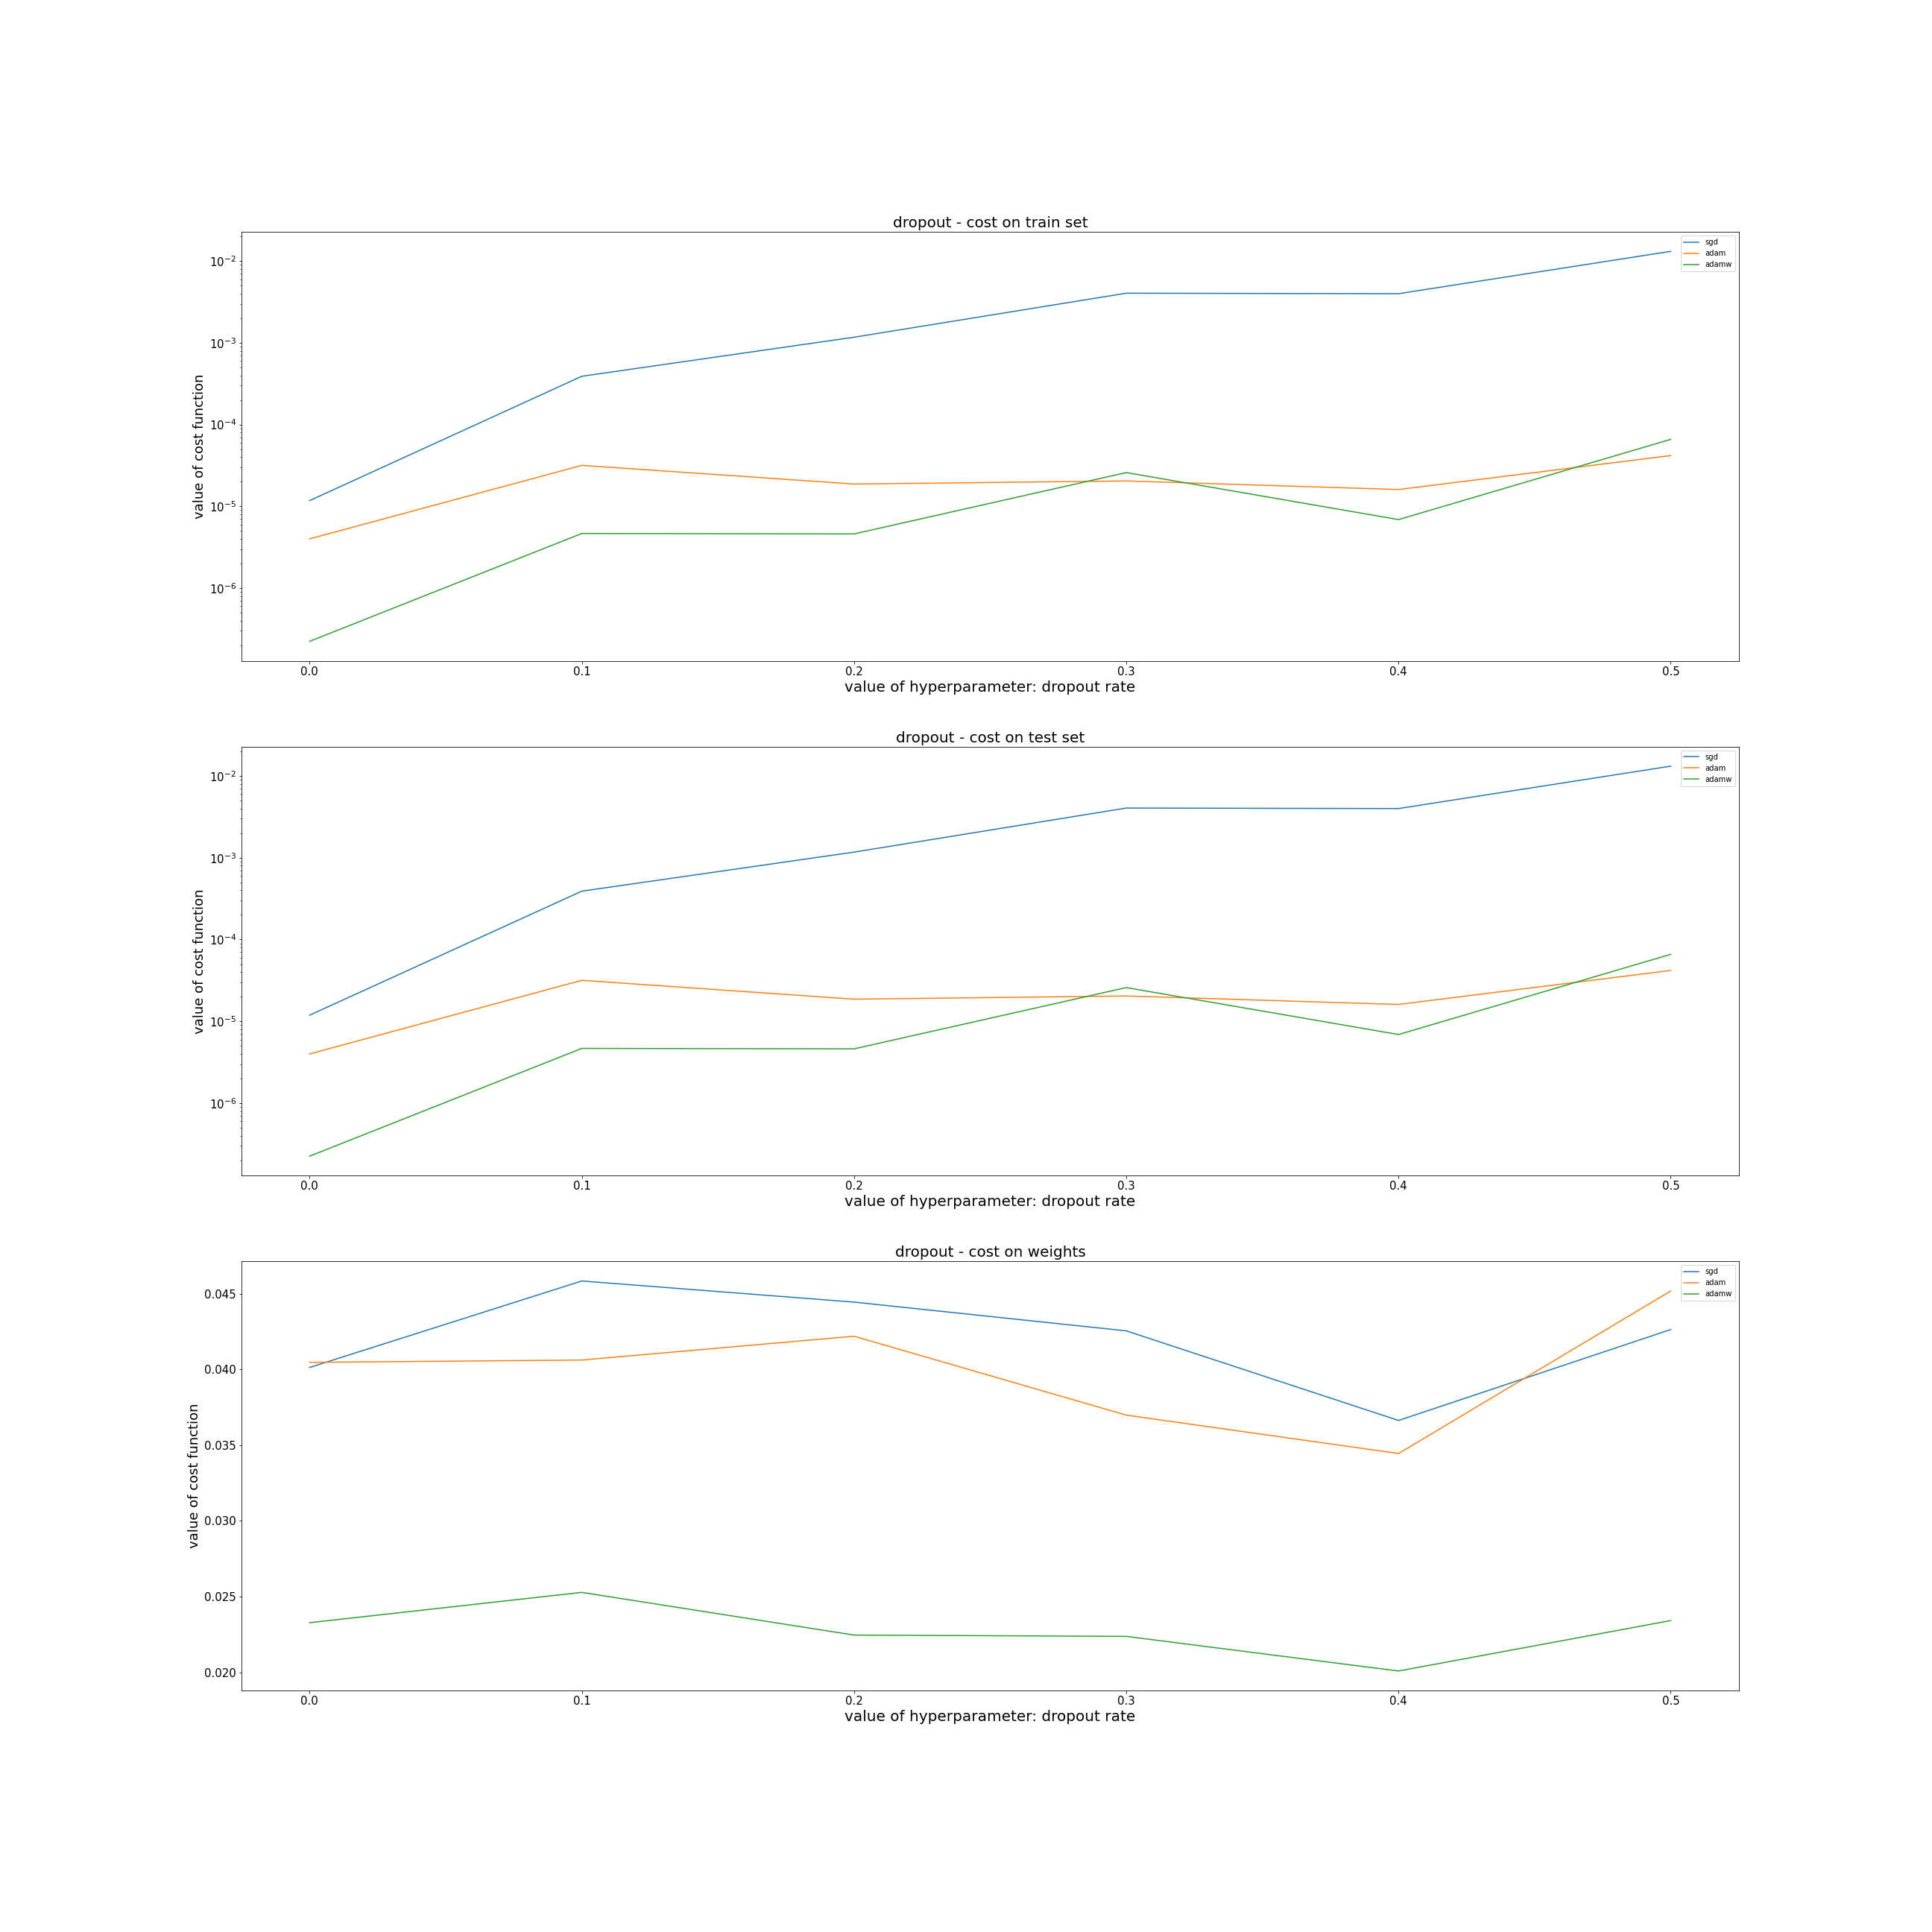 dropout - cost on train set
value of cost function
10⁻²
10⁻³
10⁻⁴
10⁻⁵
10⁻⁶
sgd
adam
adamw
0.0 0.1 0.2 0.3 0.4 0.5
value of hyperparameter: dropout rate
dropout - cost on test set
value of cost function
10⁻²
10⁻³
10⁻⁴
10⁻⁵
10⁻⁶
sgd
adam
adamw
0.0 0.1 0.2 0.3 0.4 0.5
value of hyperparameter: dropout rate
dropout - cost on weights
value of cost function
0.045
0.040
0.035
0.030
0.025
0.020
sgd
adam
adamw
0.0 0.1 0.2 0.3 0.4 0.5
value of hyperparameter: dropout rate